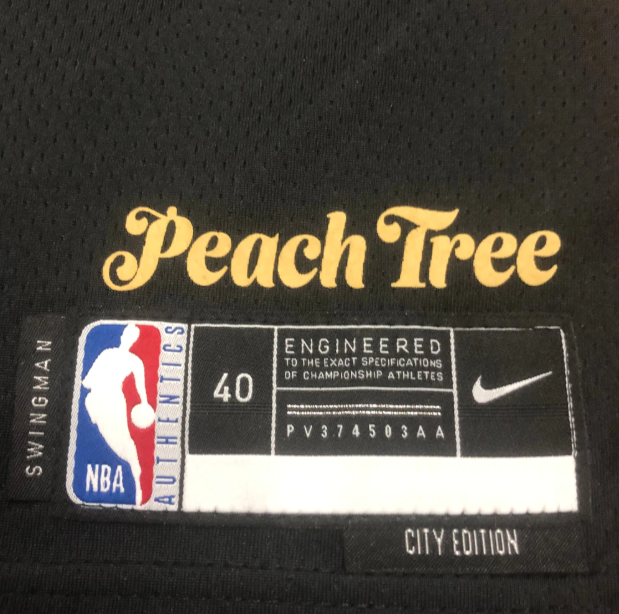 Peach Tree
SWINGMAN
NBA
AUTHENTICS
40
ENGINEERED
TO THE EXACT SPECIFICATIONS
OF CHAMPIONSHIP ATHLETES
PV374503AA
CITY EDITION